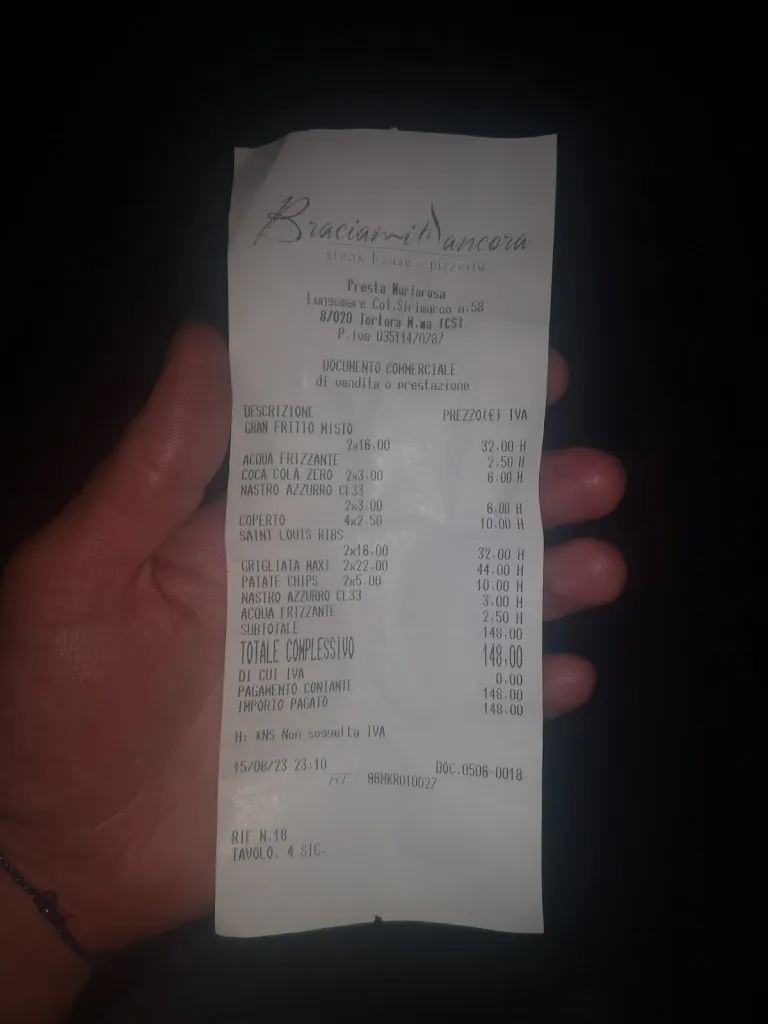 Braciami ancora
steak house - pizzeria
Presta Mariarosa
Lungomare Col.Sirimarco n.58
87020 Tortora M.ma (CS)
P.iva 03511470787
DOCUMENTO COMMERCIALE
di vendita o prestazione
DESCRIZIONE PREZZO(€) IVA
GRAN FRITTO MISTO
2x16.00 32.00 H
ACQUA FRIZZANTE 2.50 H
COCA COLA ZERO 2x3.00 6.00 H
NASTRO AZZURRO CL33
2x3.00 6.00 H
COPERTO 4x2.50 10.00 H
SAINT LOUIS RIBS
2x16.00 32.00 H
GRIGLIATA MAXI 2x22.00 44.00 H
PATATE CHIPS 2x5.00 10.00 H
NASTRO AZZURRO CL33 3.00 H
ACQUA FRIZZANTE 2.50 H
SUBTOTALE 148.00
TOTALE COMPLESSIVO 148,00
DI CUI IVA 0.00
PAGAMENTO CONTANTE 148.00
IMPORTO PAGATO 148.00
H: *NS Non soggetta IVA
15/08/23 23:10 DOC.0506-0018
RT 96MKR010027
RIF N.18
TAVOLO. 4 SIG.